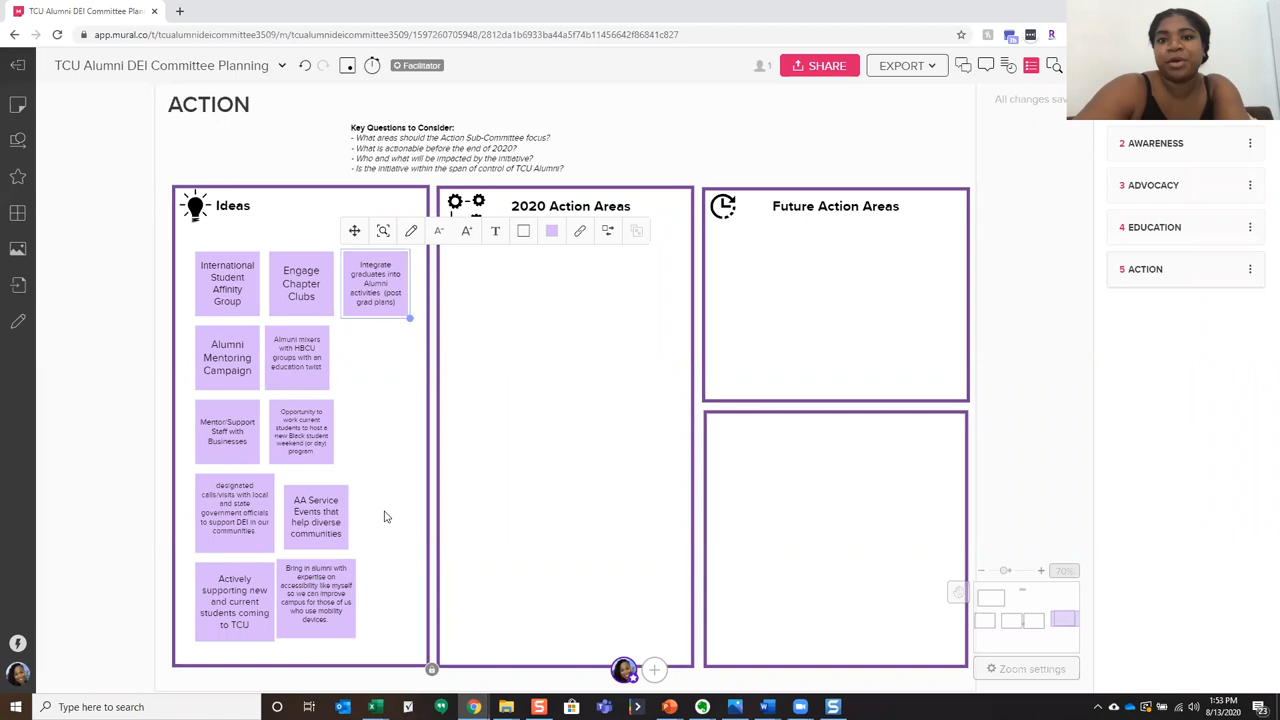 TCU Alumni DEI Committee Plann
app.mural.co/t/tcualumnideicommittee3509/m/tcualumnideicommittee3509/1597260705948/2812da1b6933ba44a5f74b11456642f86841c827
TCU Alumni DEI Committee Planning
Facilitator
1
SHARE
EXPORT
ACTION
All changes sav
Key Questions to Consider:
- What areas should the Action Sub-Committee focus?
- What is actionable before the end of 2020?
- Who and what will be impacted by the initiative?
- Is the initiative within the span of control of TCU Alumni?
2 AWARENESS
3 ADVOCACY
4 EDUCATION
5 ACTION
Ideas
2020 Action Areas
Future Action Areas
A-
A+
T
International
Student
Affinity
Group
Engage
Chapter
Clubs
Integrate
graduates into
Alumni
activities (post
grad plans)
Alumni
Mentoring
Campaign
Almuni mixers
with HBCU
groups with an
education twist
Mentor/Support
Staff with
Businesses
Opportunity to
work current
students to host a
new Black student
weekend (or day)
program
designated
calls/visits with local
and state
government officials
to support DEI in our
communities
AA Service
Events that
help diverse
communities
Actively
supporting new
and current
students coming
to TCU
Bring in alumni with
expertise on
accessibility like myself
so we can improve
campus for those of us
who use mobility
devices.
70%
Zoom settings
Type here to search
1:53 PM
8/13/2020
23